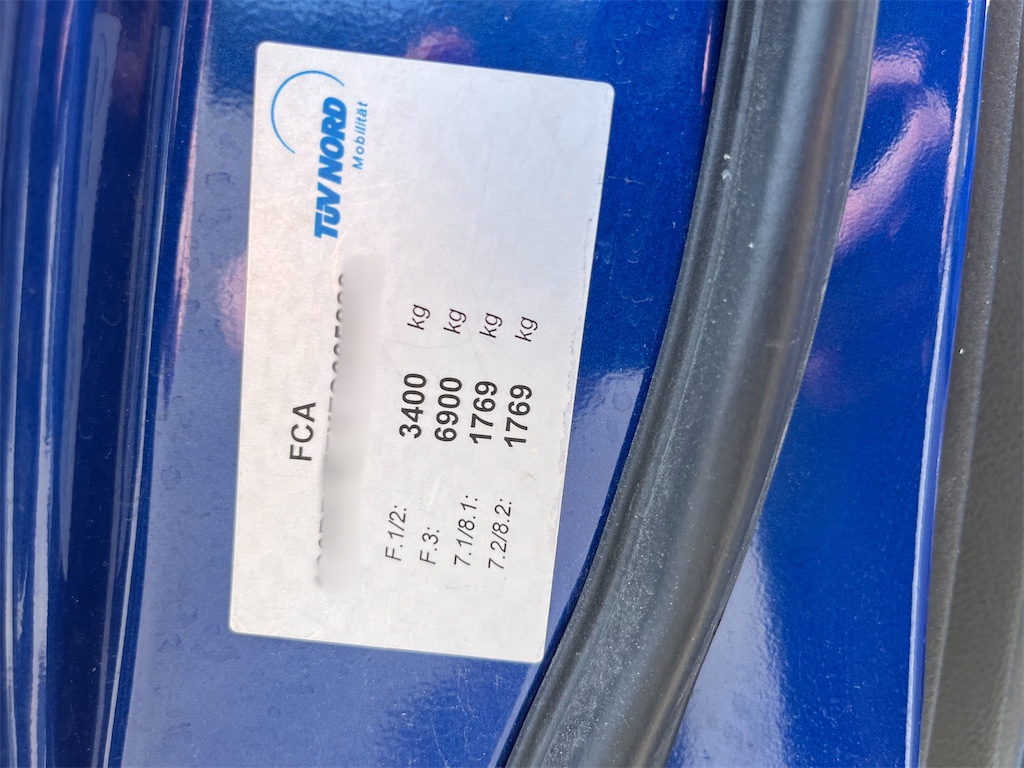 TÜV NORD
Mobilität
FCA
F.1/2: 3400 kg
F.3: 6900 kg
7.1/8.1: 1769 kg
7.2/8.2: 1769 kg